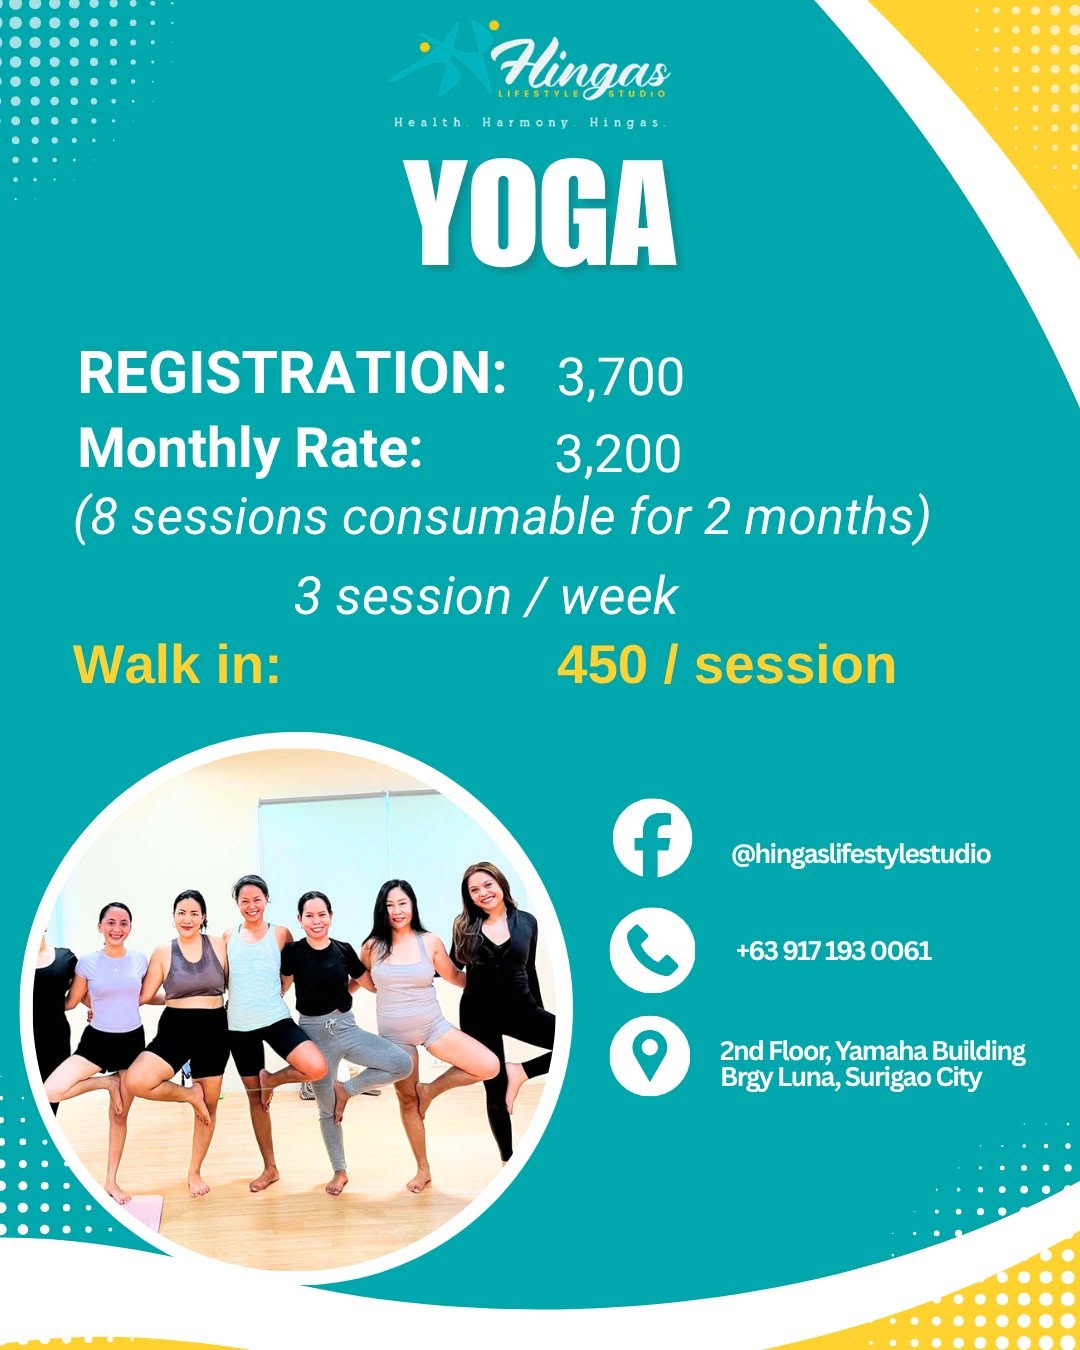 Hingas
LIFESTYLE STUDIO
Health. Harmony. Hingas.
YOGA
REGISTRATION: 3,700
Monthly Rate: 3,200
(8 sessions consumable for 2 months)
3 session / week
Walk in: 450 / session
@hingaslifestylestudio
+63 917 193 0061
2nd Floor, Yamaha Building
Brgy Luna, Surigao City